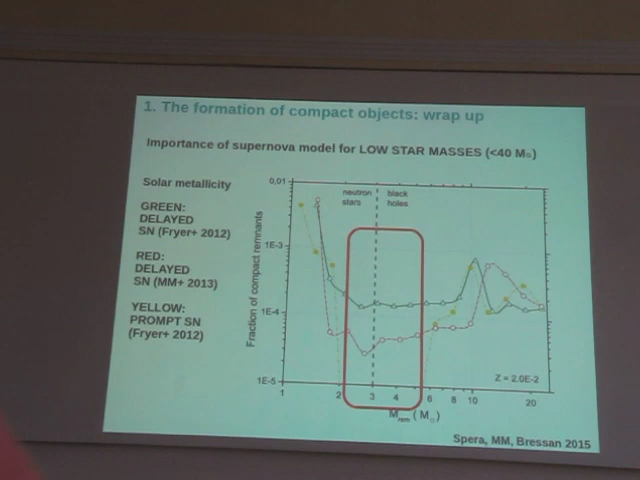 1. The formation of compact objects: wrap up
Importance of supernova model for LOW STAR MASSES (<40 M⊙)
Solar metallicity
GREEN:
DELAYED
SN (Fryer+ 2012)
RED:
DELAYED
SN (MM+ 2013)
YELLOW:
PROMPT SN
(Fryer+ 2012)
Fraction of compact remnants
0,01
1E-3
1E-4
1E-5
neutron
stars
black
holes
Z = 2.0E-2
1 2 3 4 6 8 10 20
Mrem (M⊙)
Spera, MM, Bressan 2015